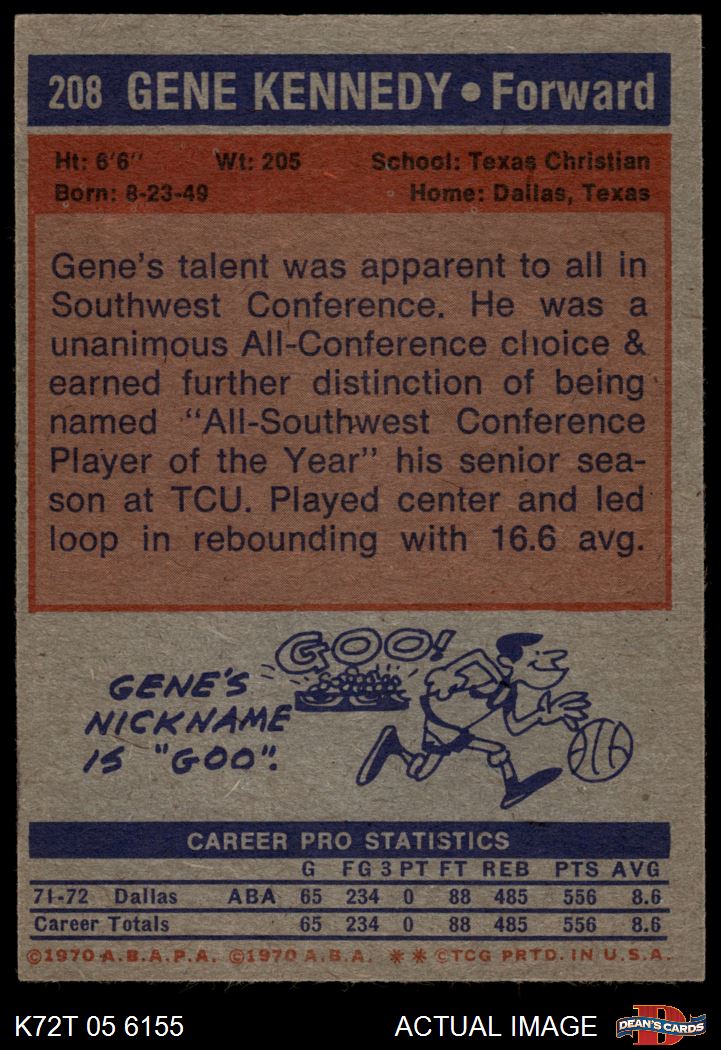 208 GENE KENNEDY • Forward
Ht: 6'6" Wt: 205 School: Texas Christian
Born: 8-23-49 Home: Dallas, Texas
Gene's talent was apparent to all in
Southwest Conference. He was a
unanimous All-Conference choice &
earned further distinction of being
named "All-Southwest Conference
Player of the Year" his senior sea-
son at TCU. Played center and led
loop in rebounding with 16.6 avg.
GOO!
GENE'S
NICKNAME
IS "GOO".
CAREER PRO STATISTICS
G FG 3PT FT REB PTS AVG
71-72 Dallas ABA 65 234 0 88 485 556 8.6
Career Totals 65 234 0 88 485 556 8.6
©1970 A.B.A.P.A. ©1970 A.B.A. ** ©TCG PRTD. IN U.S.A.
K72T 05 6155 ACTUAL IMAGE D DEAN'S CARDS